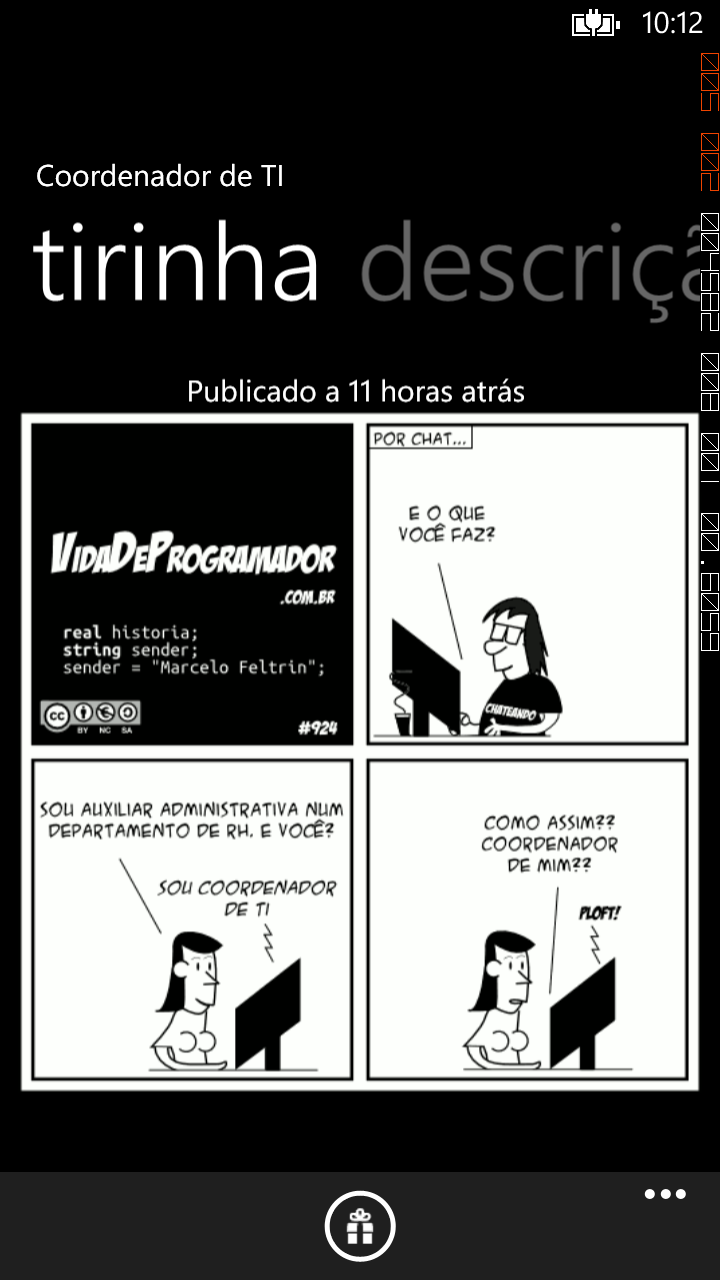 10:12
Coordenador de TI
tirinha descriçã
Publicado a 11 horas atrás
VIDADEPROGRAMADOR
.COM.BR
real historia;
string sender;
sender = "Marcelo Feltrin";
cc
BY NC SA
#924
POR CHAT...
E O QUE
VOCÊ FAZ?
CHATEANDO
SOU AUXILIAR ADMINISTRATIVA NUM
DEPARTAMENTO DE RH. E VOCÊ?
SOU COORDENADOR
DE TI
COMO ASSIM??
COORDENADOR
DE MIM??
PLOFT!